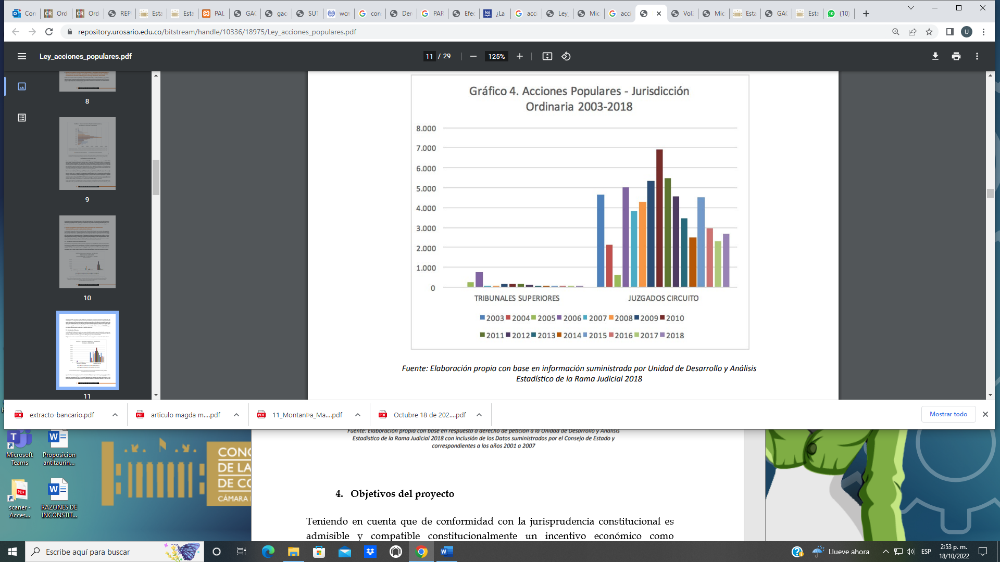 Cor
Ord
Ord
REP
Esta
Esta
PAL
GAC
gac
SUT
wcn
con
Der
PAR
Efec
¿La
acci
Ley_
Mic
acci
Vol
Mic
Esta
GAC
Esta
(10)
repository.urosario.edu.co/bitstream/handle/10336/18975/Ley_acciones_populares.pdf
U
Ley_acciones_populares.pdf
11 / 29
125%
8
9
10
11
Gráfico 4. Acciones Populares - Jurisdicción
Ordinaria 2003-2018
8.000
7.000
6.000
5.000
4.000
3.000
2.000
1.000
0
TRIBUNALES SUPERIORES
JUZGADOS CIRCUITO
2003 2004 2005 2006 2007 2008 2009 2010
2011 2012 2013 2014 2015 2016 2017 2018
Fuente: Elaboración propia con base en información suministrada por Unidad de Desarrollo y Análisis
Estadístico de la Rama Judicial 2018
extracto-bancario.pdf
articulo magda m....pdf
11_MontanÞa_Ma....pdf
Octubre 18 de 202....pdf
Mostrar todo
Fuente: Elaboración propia con base en respuesta a derecho de petición a la Unidad de Desarrollo y Análisis
Estadístico de la Rama Judicial 2018 con inclusión de los Datos suministrados por el Consejo de Estado y
correspondientes a los años 2001 a 2007
Microsoft
Teams
Proposicion
antitaurin...
CONG
DE LA
DE CO
CÁMARA
scaner -
Acces...
RAZONES DE
INCONSTIT...
4. Objetivos del proyecto
Teniendo en cuenta que de conformidad con la jurisprudencia constitucional es
admisible y compatible constitucionalmente un incentivo económico como
Escribe aquí para buscar
Llueve ahora
ESP
2:53 p. m.
18/10/2022